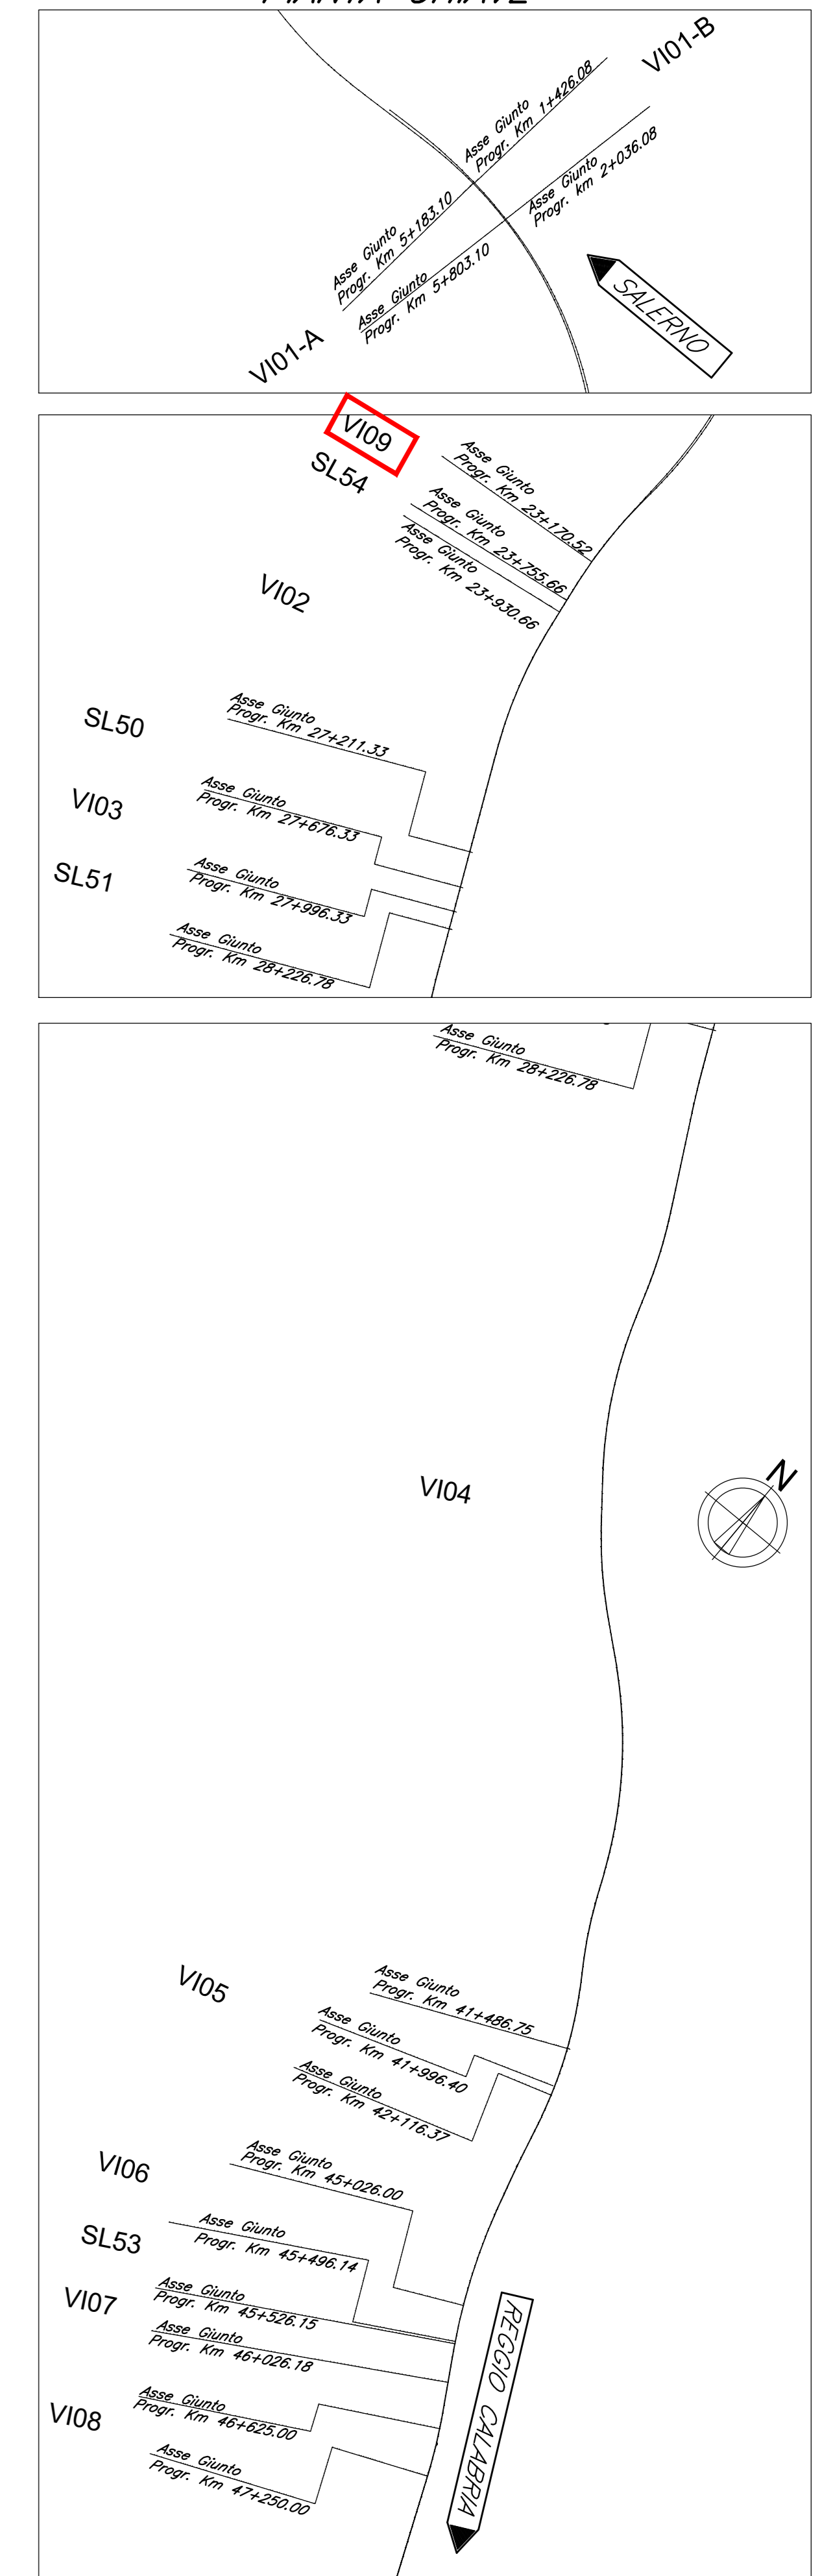 PIANTA CHIAVE
VI01-B
Asse Giunto
Progr. Km 1+426.08
Asse Giunto
Progr. km 2+036.08
Asse Giunto
Progr. Km 5+183.10
Asse Giunto
Progr. Km 5+803.10
VI01-A
SALERNO
VI09
SL54
Asse Giunto
Progr. Km 23+170.52
Asse Giunto
Progr. Km 23+755.66
Asse Giunto
Progr. Km 23+930.66
VI02
SL50
Asse Giunto
Progr. Km 27+211.33
VI03
Asse Giunto
Progr. Km 27+676.33
SL51
Asse Giunto
Progr. Km 27+996.33
Asse Giunto
Progr. Km 28+226.78
Asse Giunto
Progr. Km 28+226.78
VI04
N
VI05
Asse Giunto
Progr. Km 41+486.75
Asse Giunto
Progr. Km 41+996.40
Asse Giunto
Progr. Km 42+116.37
VI06
Asse Giunto
Progr. Km 45+026.00
SL53
Asse Giunto
Progr. Km 45+496.14
VI07
Asse Giunto
Progr. Km 45+526.15
Asse Giunto
Progr. Km 46+026.18
VI08
Asse Giunto
Progr. Km 46+625.00
Asse Giunto
Progr. Km 47+250.00
REGGIO CALABRIA